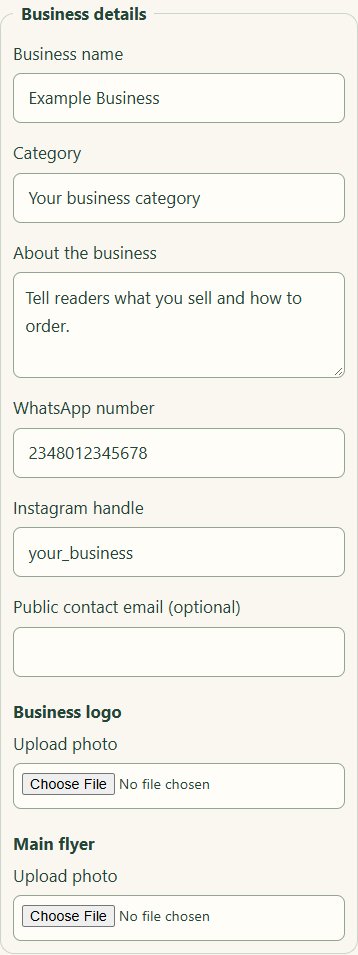 Business details
Business name
Example Business
Category
Your business category
About the business
Tell readers what you sell and how to
order.
WhatsApp number
2348012345678
Instagram handle
your_business
Public contact email (optional)
Business logo
Upload photo
Choose File No file chosen
Main flyer
Upload photo
Choose File No file chosen